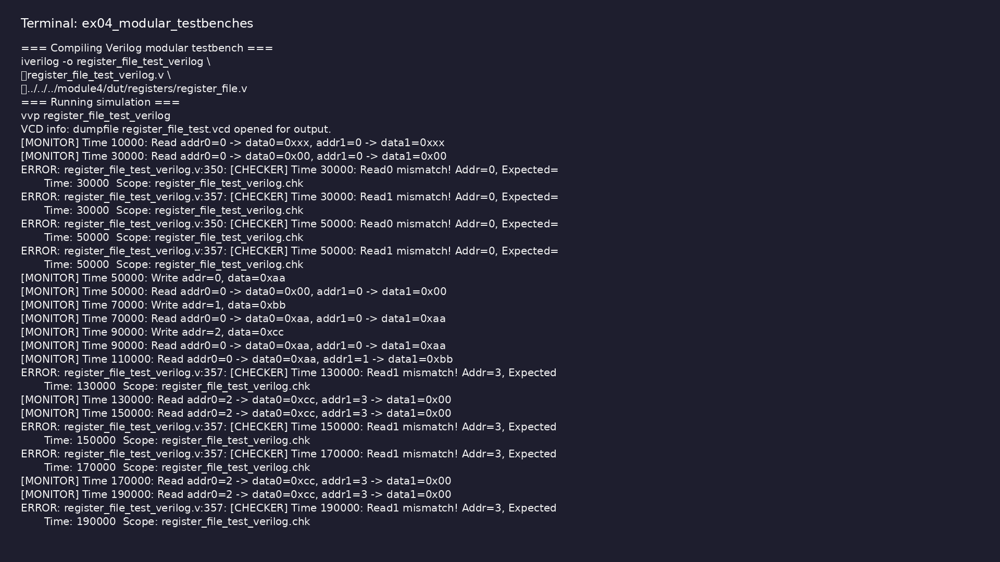 Terminal: ex04_modular_testbenches
=== Compiling Verilog modular testbench ===
iverilog -o register_file_test_verilog \
register_file_test_verilog.v \
../../../module4/dut/registers/register_file.v
=== Running simulation ===
vvp register_file_test_verilog
VCD info: dumpfile register_file_test.vcd opened for output.
[MONITOR] Time 10000: Read addr0=0 -> data0=0xxx, addr1=0 -> data1=0xxx
[MONITOR] Time 30000: Read addr0=0 -> data0=0x00, addr1=0 -> data1=0x00
ERROR: register_file_test_verilog.v:350: [CHECKER] Time 30000: Read0 mismatch! Addr=0, Expected=
Time: 30000  Scope: register_file_test_verilog.chk
ERROR: register_file_test_verilog.v:357: [CHECKER] Time 30000: Read1 mismatch! Addr=0, Expected=
Time: 30000  Scope: register_file_test_verilog.chk
ERROR: register_file_test_verilog.v:350: [CHECKER] Time 50000: Read0 mismatch! Addr=0, Expected=
Time: 50000  Scope: register_file_test_verilog.chk
ERROR: register_file_test_verilog.v:357: [CHECKER] Time 50000: Read1 mismatch! Addr=0, Expected=
Time: 50000  Scope: register_file_test_verilog.chk
[MONITOR] Time 50000: Write addr=0, data=0xaa
[MONITOR] Time 50000: Read addr0=0 -> data0=0x00, addr1=0 -> data1=0x00
[MONITOR] Time 70000: Write addr=1, data=0xbb
[MONITOR] Time 70000: Read addr0=0 -> data0=0xaa, addr1=0 -> data1=0xaa
[MONITOR] Time 90000: Write addr=2, data=0xcc
[MONITOR] Time 90000: Read addr0=0 -> data0=0xaa, addr1=0 -> data1=0xaa
[MONITOR] Time 110000: Read addr0=0 -> data0=0xaa, addr1=1 -> data1=0xbb
ERROR: register_file_test_verilog.v:357: [CHECKER] Time 130000: Read1 mismatch! Addr=3, Expected
Time: 130000  Scope: register_file_test_verilog.chk
[MONITOR] Time 130000: Read addr0=2 -> data0=0xcc, addr1=3 -> data1=0x00
[MONITOR] Time 150000: Read addr0=2 -> data0=0xcc, addr1=3 -> data1=0x00
ERROR: register_file_test_verilog.v:357: [CHECKER] Time 150000: Read1 mismatch! Addr=3, Expected
Time: 150000  Scope: register_file_test_verilog.chk
ERROR: register_file_test_verilog.v:357: [CHECKER] Time 170000: Read1 mismatch! Addr=3, Expected
Time: 170000  Scope: register_file_test_verilog.chk
[MONITOR] Time 170000: Read addr0=2 -> data0=0xcc, addr1=3 -> data1=0x00
[MONITOR] Time 190000: Read addr0=2 -> data0=0xcc, addr1=3 -> data1=0x00
ERROR: register_file_test_verilog.v:357: [CHECKER] Time 190000: Read1 mismatch! Addr=3, Expected
Time: 190000  Scope: register_file_test_verilog.chk